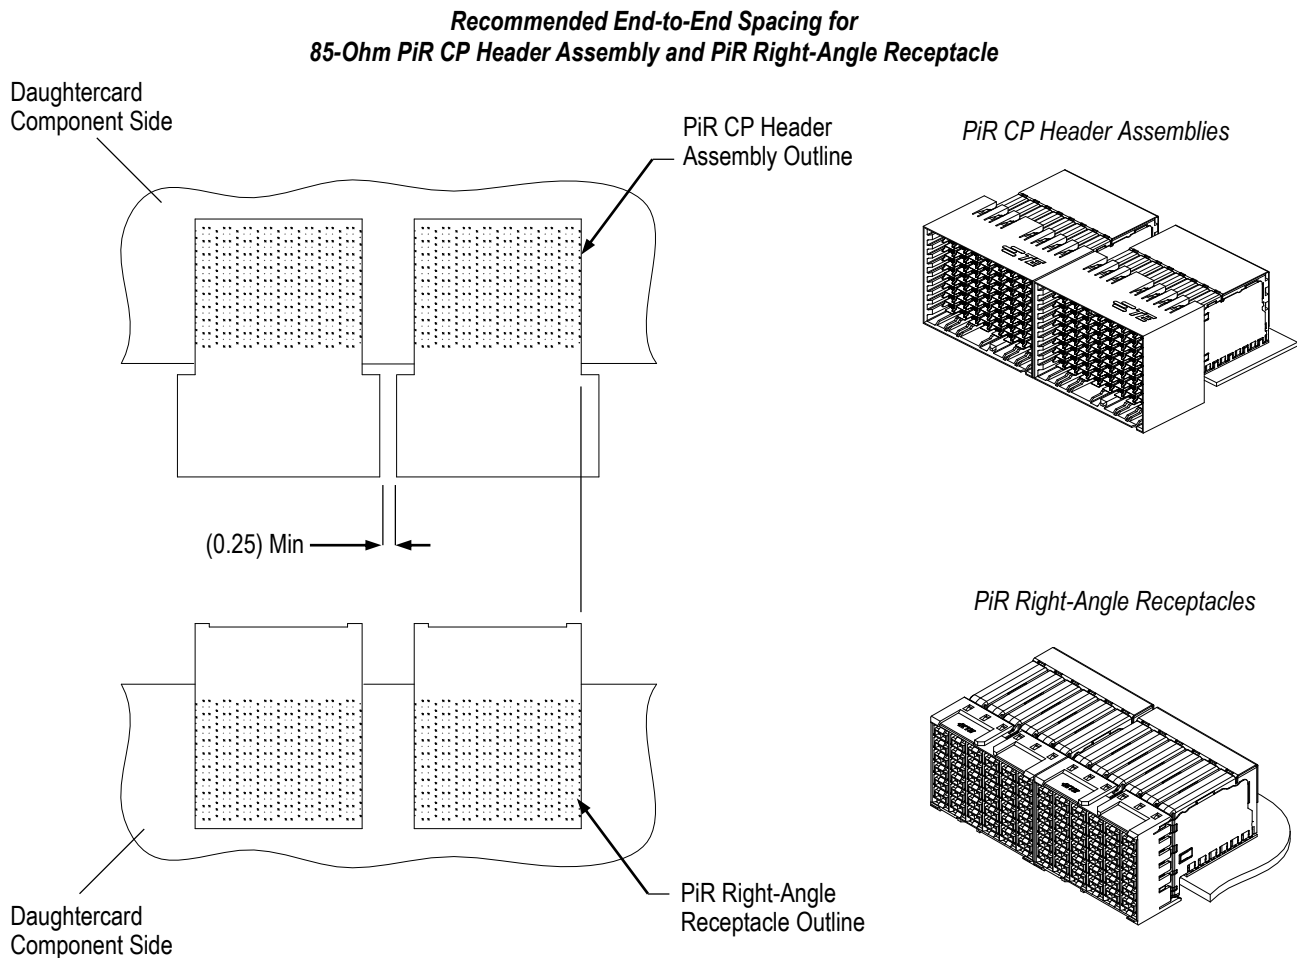 Recommended End-to-End Spacing for
85-Ohm PiR CP Header Assembly and PiR Right-Angle Receptacle
Daughtercard
Component Side
PiR CP Header
Assembly Outline
PiR CP Header Assemblies
TE
TE
(0.25) Min
PiR Right-Angle Receptacles
PiR Right-Angle
Receptacle Outline
Daughtercard
Component Side